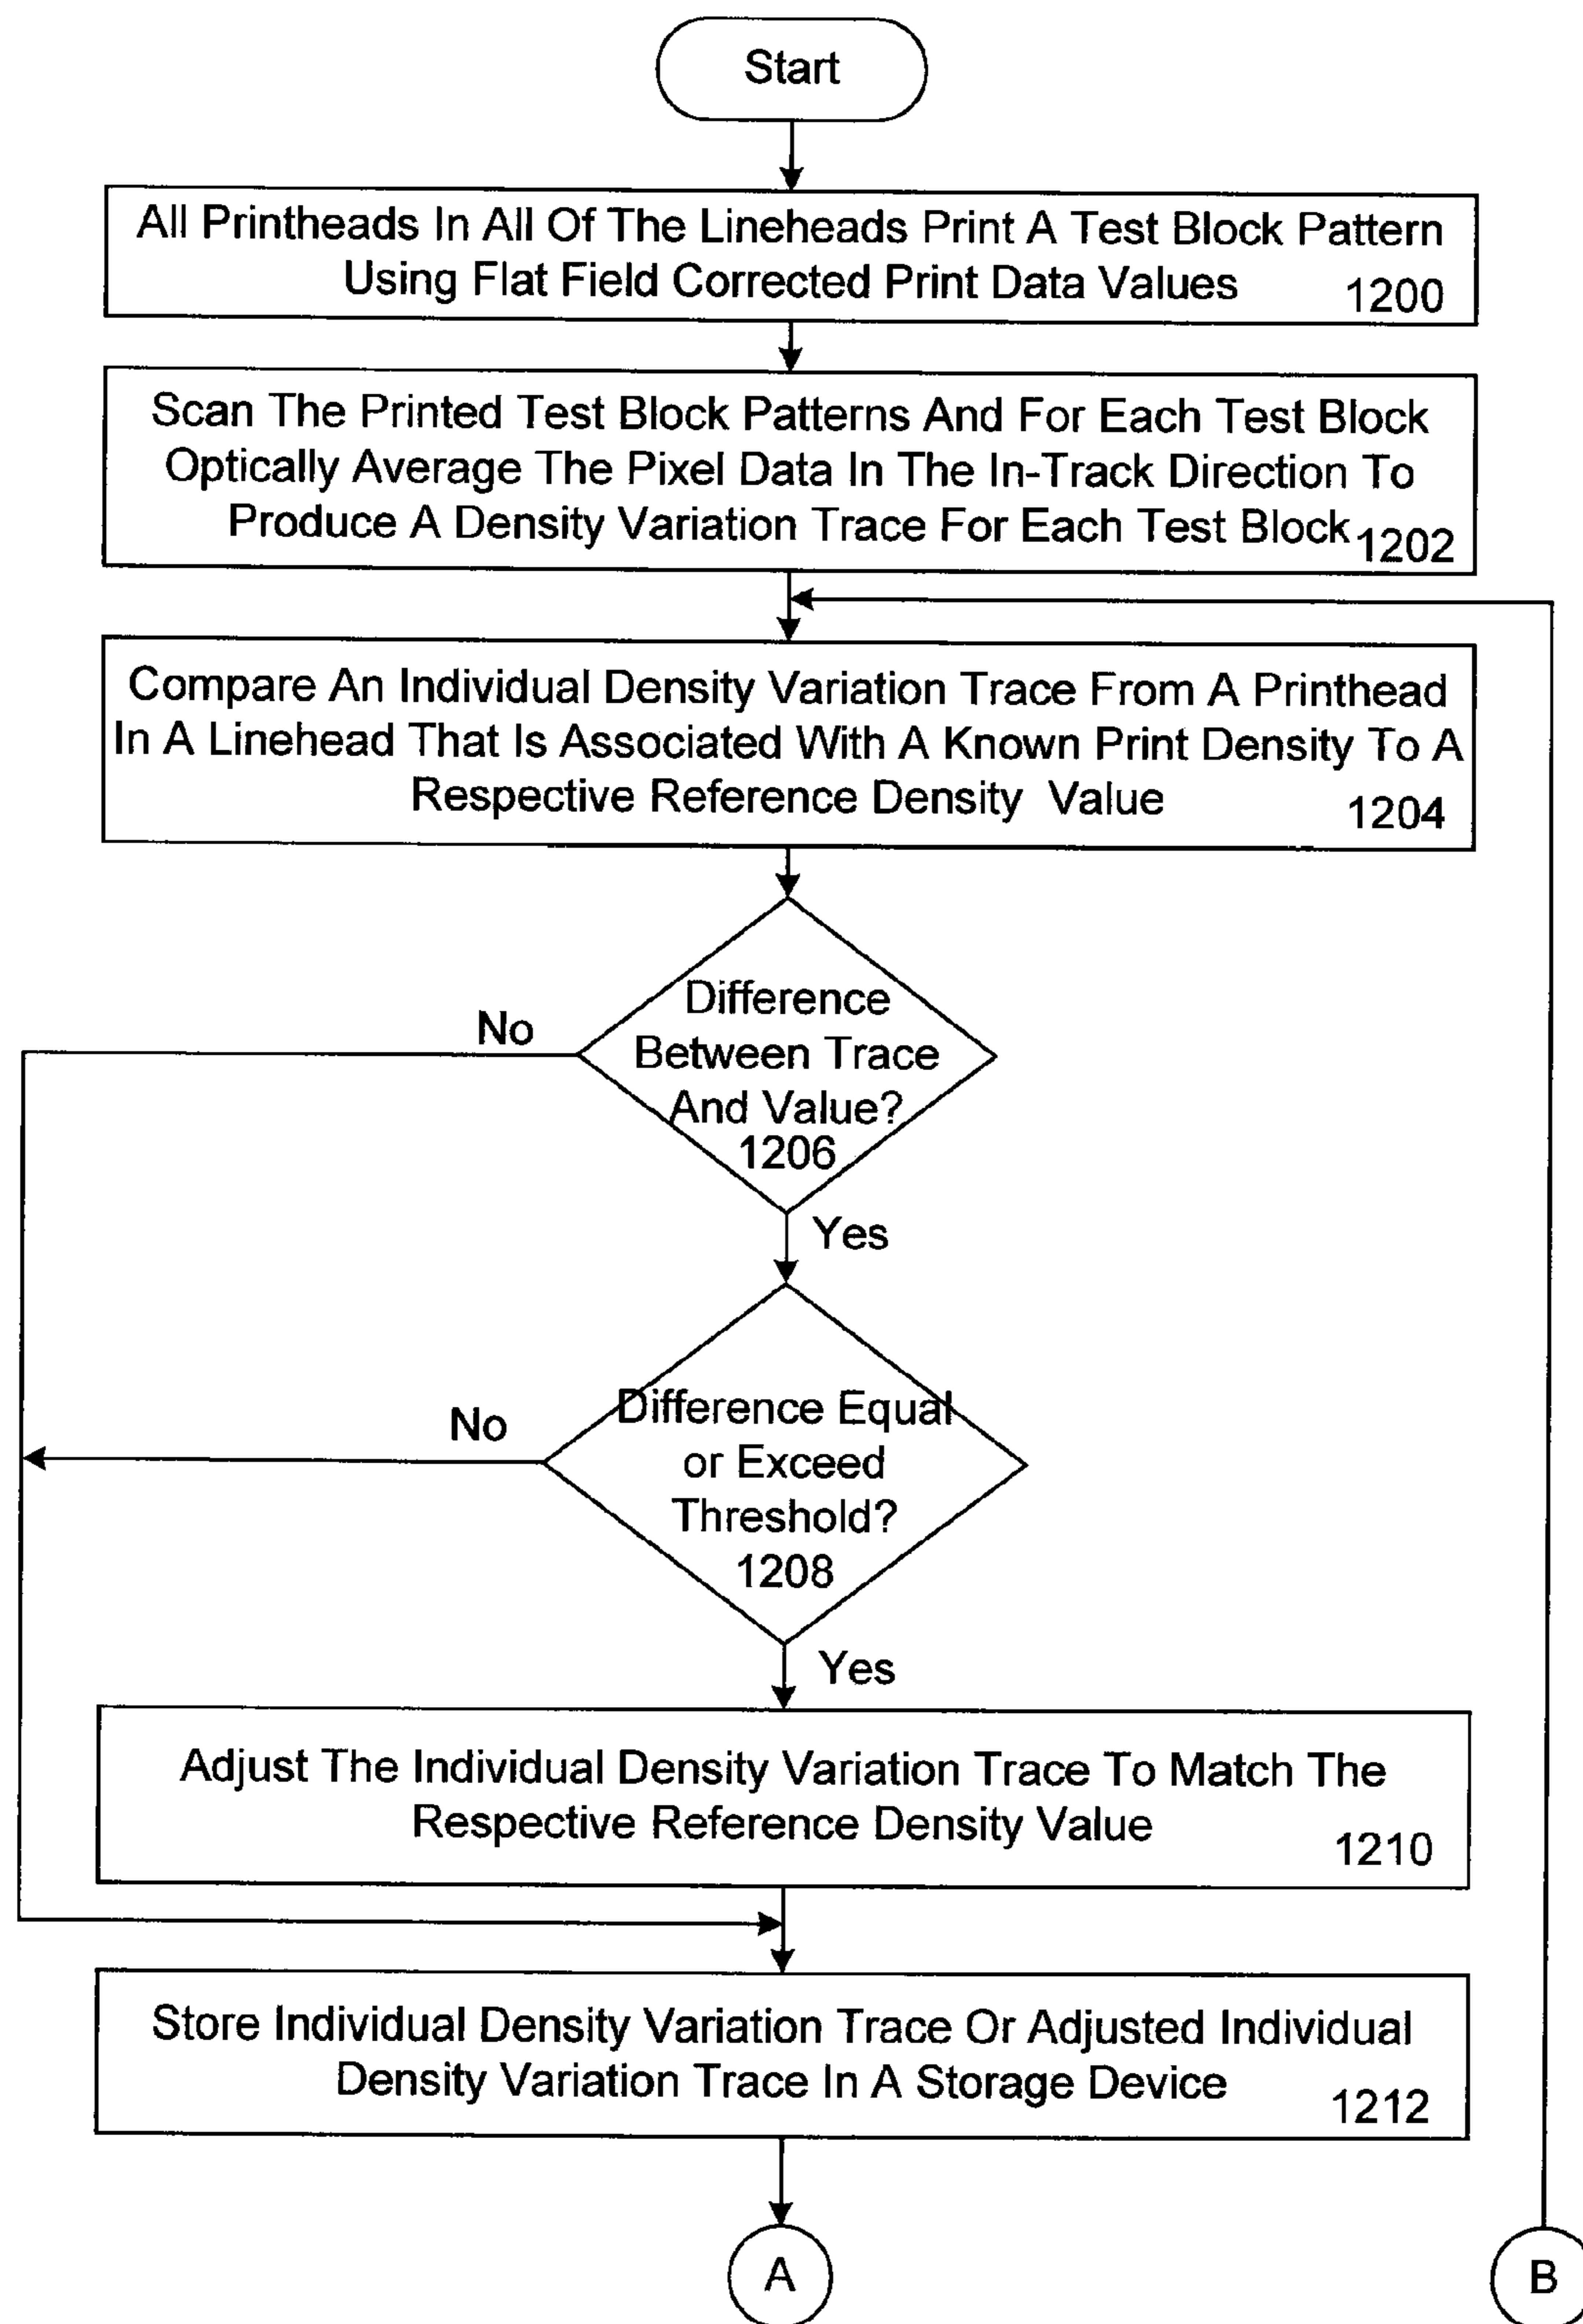 Start
All Printheads In All Of The Lineheads Print A Test Block Pattern
Using Flat Field Corrected Print Data Values
1200
Scan The Printed Test Block Patterns And For Each Test Block
Optically Average The Pixel Data In The In-Track Direction To
Produce A Density Variation Trace For Each Test Block
1202
Compare An Individual Density Variation Trace From A Printhead
In A Linehead That Is Associated With A Known Print Density To A
Respective Reference Density Value
1204
Difference
Between Trace
And Value?
1206
No
Yes
Difference Equal
or Exceed
Threshold?
1208
No
Yes
Adjust The Individual Density Variation Trace To Match The
Respective Reference Density Value
1210
Store Individual Density Variation Trace Or Adjusted Individual
Density Variation Trace In A Storage Device
1212
A
B